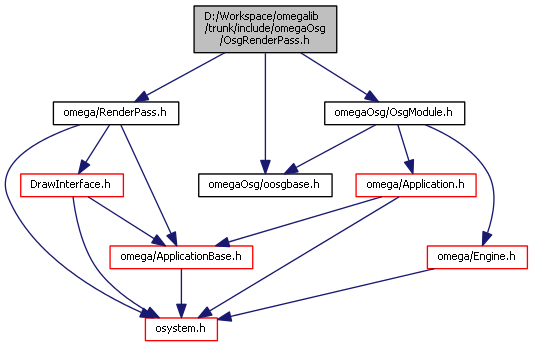 D:/Workspace/omegalib
/trunk/include/omegaOsg
/OsgRenderPass.h
omega/RenderPass.h
omegaOsg/OsgModule.h
DrawInterface.h
omegaOsg/oosgbase.h
omega/Application.h
omega/ApplicationBase.h
omega/Engine.h
osystem.h